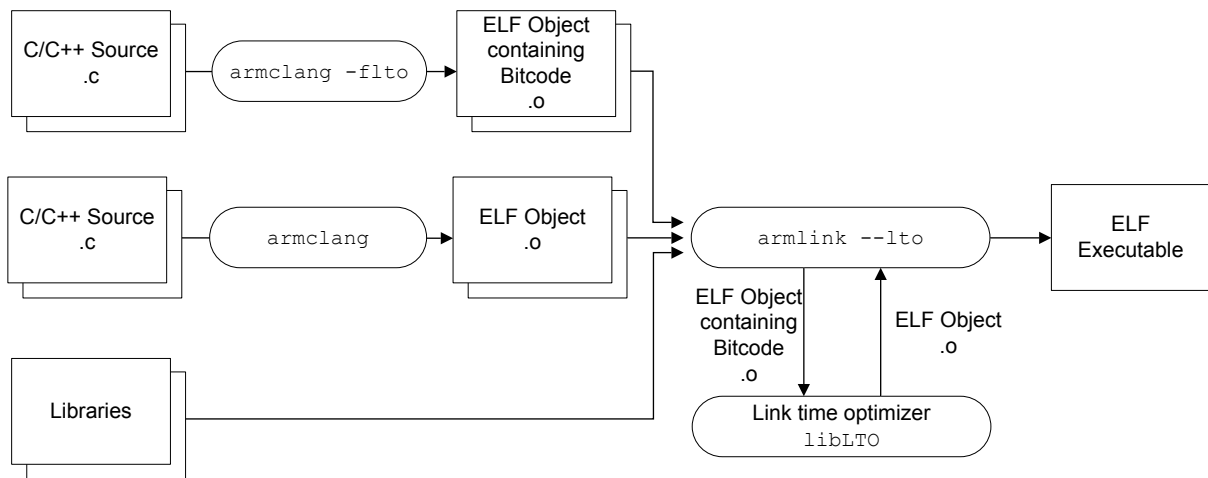 C/C++ Source
.c
armclang -flto
ELF Object
containing
Bitcode
.o
C/C++ Source
.c
armclang
ELF Object
.o
armlink --lto
ELF
Executable
ELF Object
containing
Bitcode
.o
ELF Object
.o
Libraries
Link time optimizer
libLTO